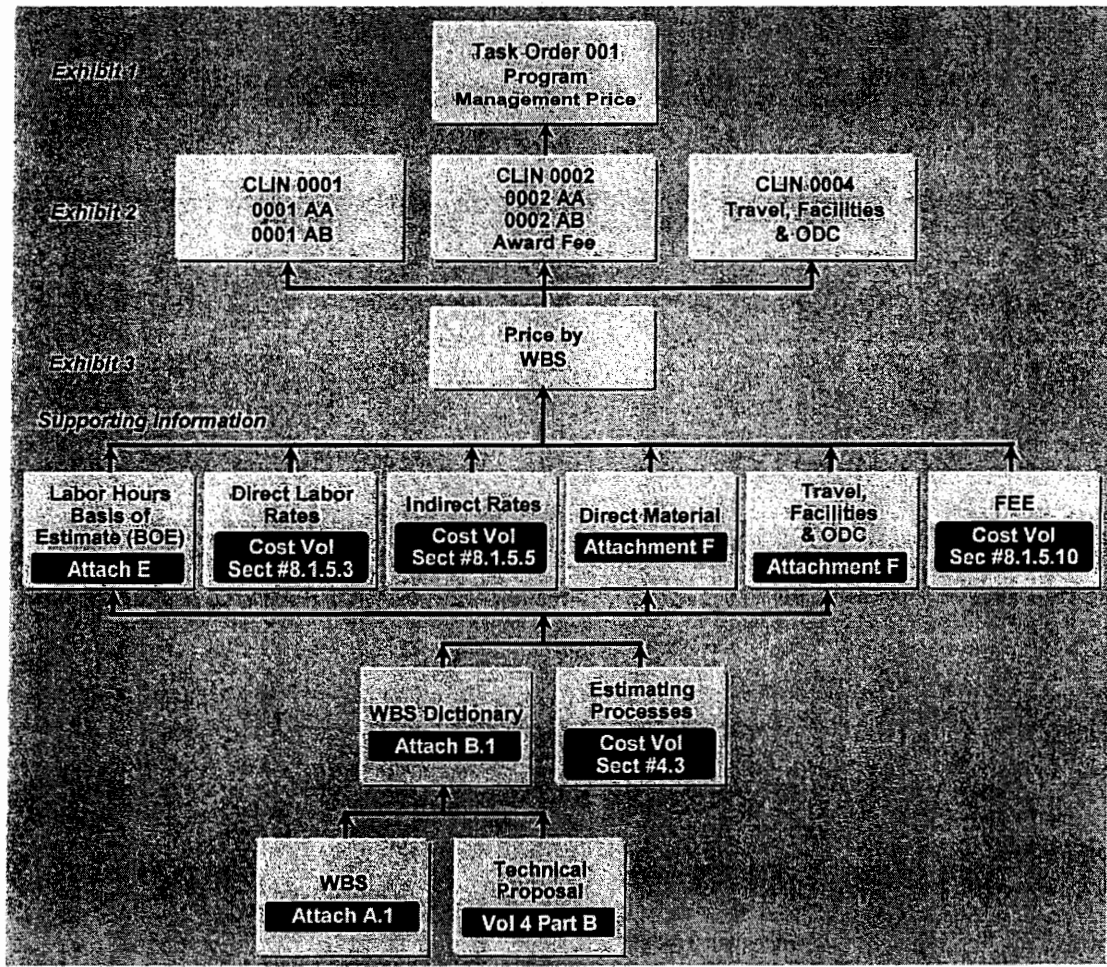 Exhibit 1
Task Order 001
Program
Management Price
Exhibit 2
CLIN 0001
0001 AA
0001 AB
CLIN 0002
0002 AA
0002 AB
Award Fee
CLIN 0004
Travel, Facilities
& ODC
Exhibit 3
Price by
WBS
Supporting Information
Labor Hours
Basis of
Estimate (BOE)
Attach E
Direct Labor
Rates
Cost Vol
Sect #8.1.5.3
Indirect Rates
Cost Vol
Sect #8.1.5.5
Direct Material
Attachment F
Travel,
Facilities
& ODC
Attachment F
FEE
Cost Vol
Sec #8.1.5.10
WBS Dictionary
Attach B.1
Estimating
Processes
Cost Vol
Sect #4.3
WBS
Attach A.1
Technical
Proposal
Vol 4 Part B